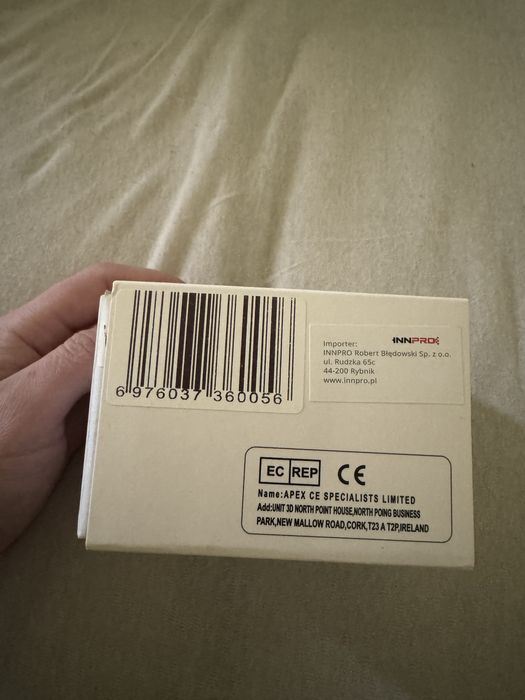 6 976037 360056
Importer:
INNPRO
INNPRO Robert Błędowski Sp. z o.o.
ul. Rudzka 65c
44-200 Rybnik
www.innpro.pl
EC REP CE
Name:APEX CE SPECIALISTS LIMITED
Add:UNIT 3D NORTH POINT HOUSE,NORTH POING BUSINESS
PARK,NEW MALLOW ROAD,CORK,T23 A T2P,IRELAND